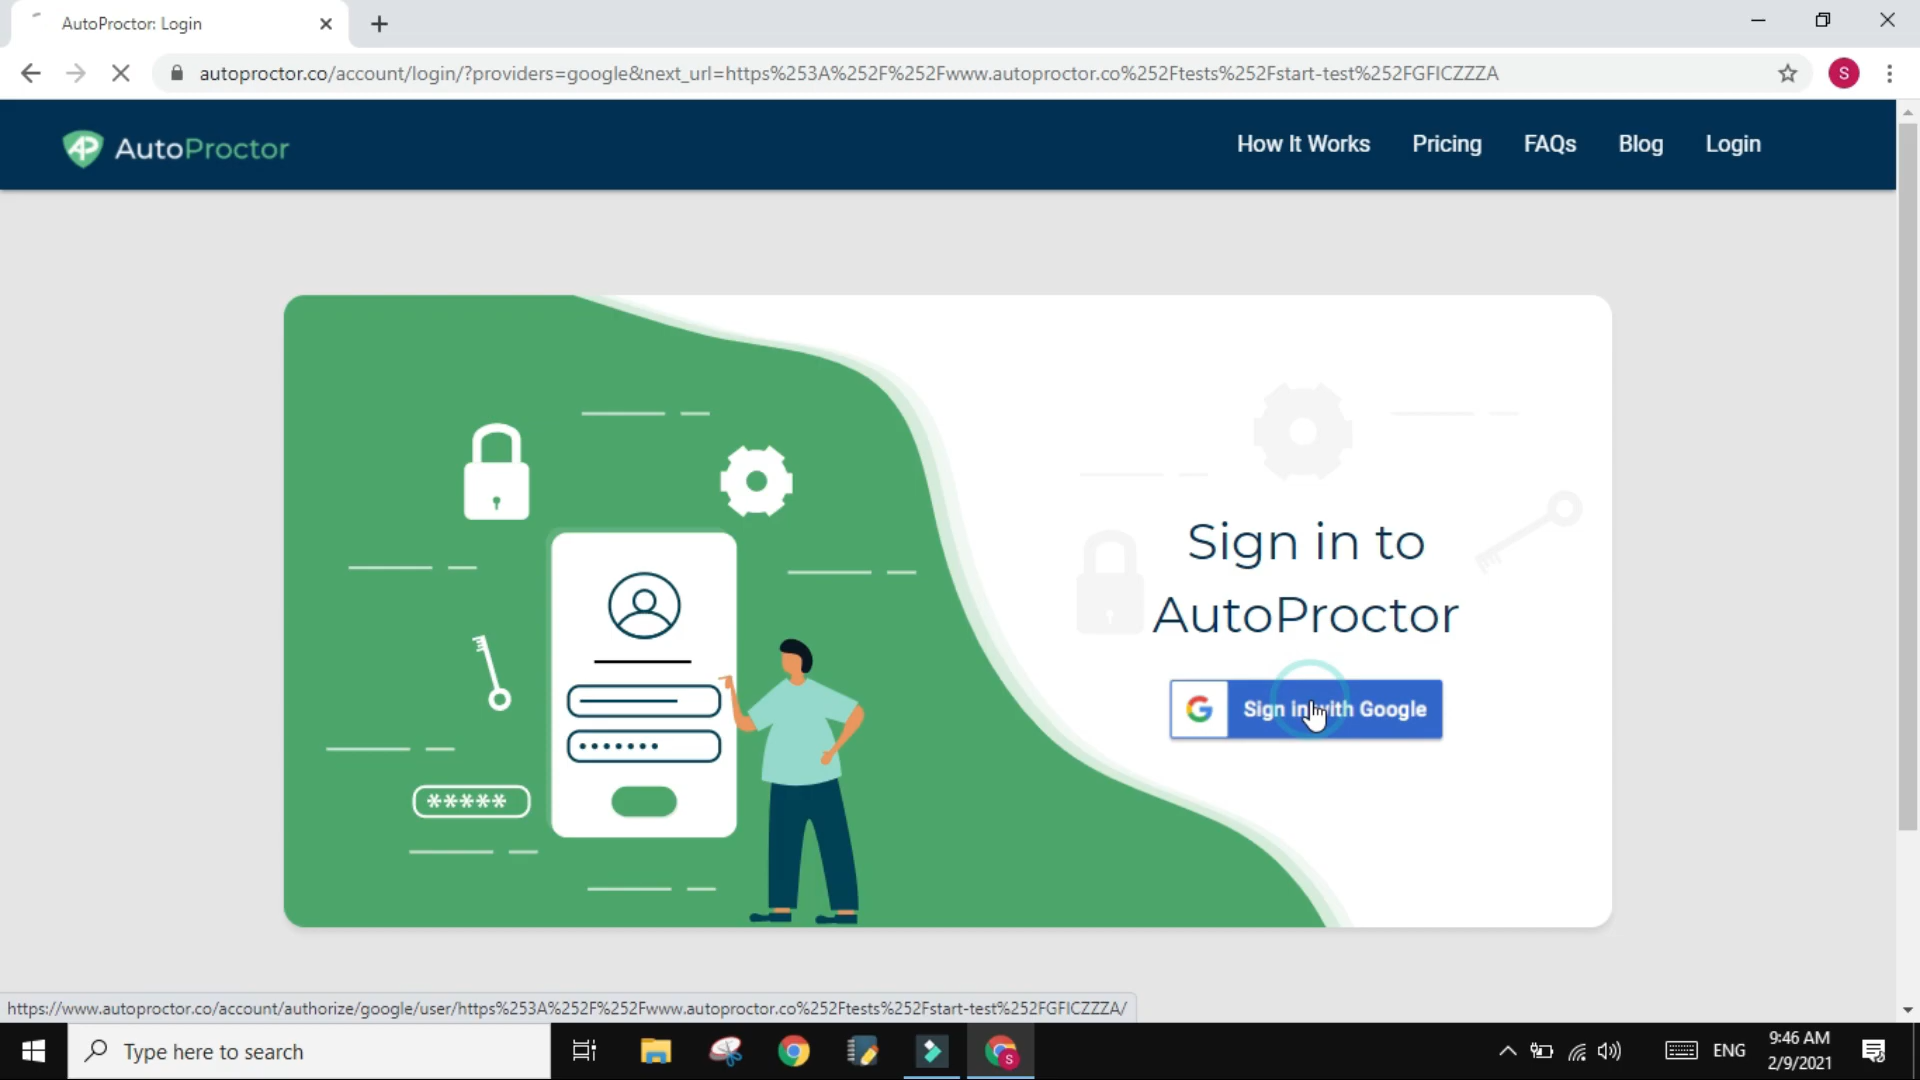 AutoProctor: Login
autoproctor.co/account/login/?providers=google&next_url=https%253A%252F%252Fwww.autoproctor.co%252Ftests%252Fstart-test%252FGFICZZZA
S
AutoProctor
How It Works
Pricing
FAQs
Blog
Login
Sign in to
AutoProctor
Sign in with Google
*****
https://www.autoproctor.co/account/authorize/google/user/https%253A%252F%252Fwww.autoproctor.co%252Ftests%252Fstart-test%252FGFICZZZA/
Type here to search
S
ENG
9:46 AM
2/9/2021